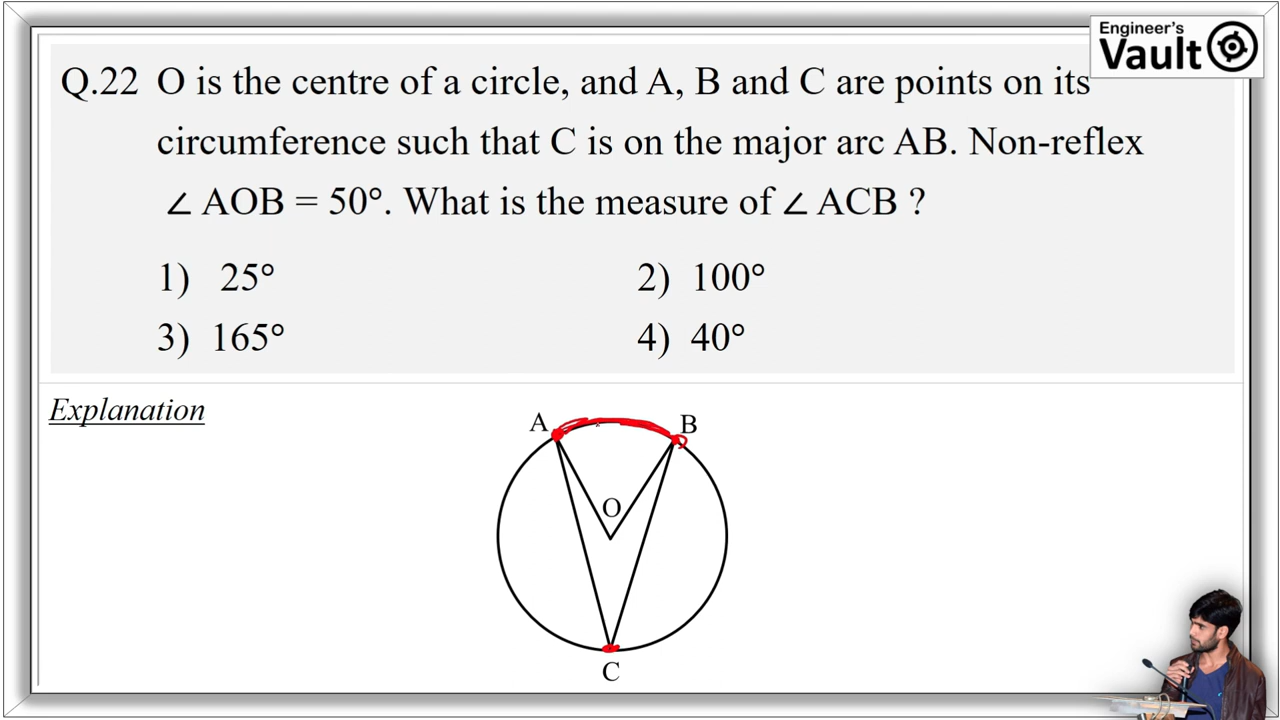 Engineer's
Vault
Q.22 O is the centre of a circle, and A, B and C are points on its
circumference such that C is on the major arc AB. Non-reflex
∠ AOB = 50°. What is the measure of ∠ ACB ?
1) 25° 2) 100°
3) 165° 4) 40°
Explanation
A B
O
C